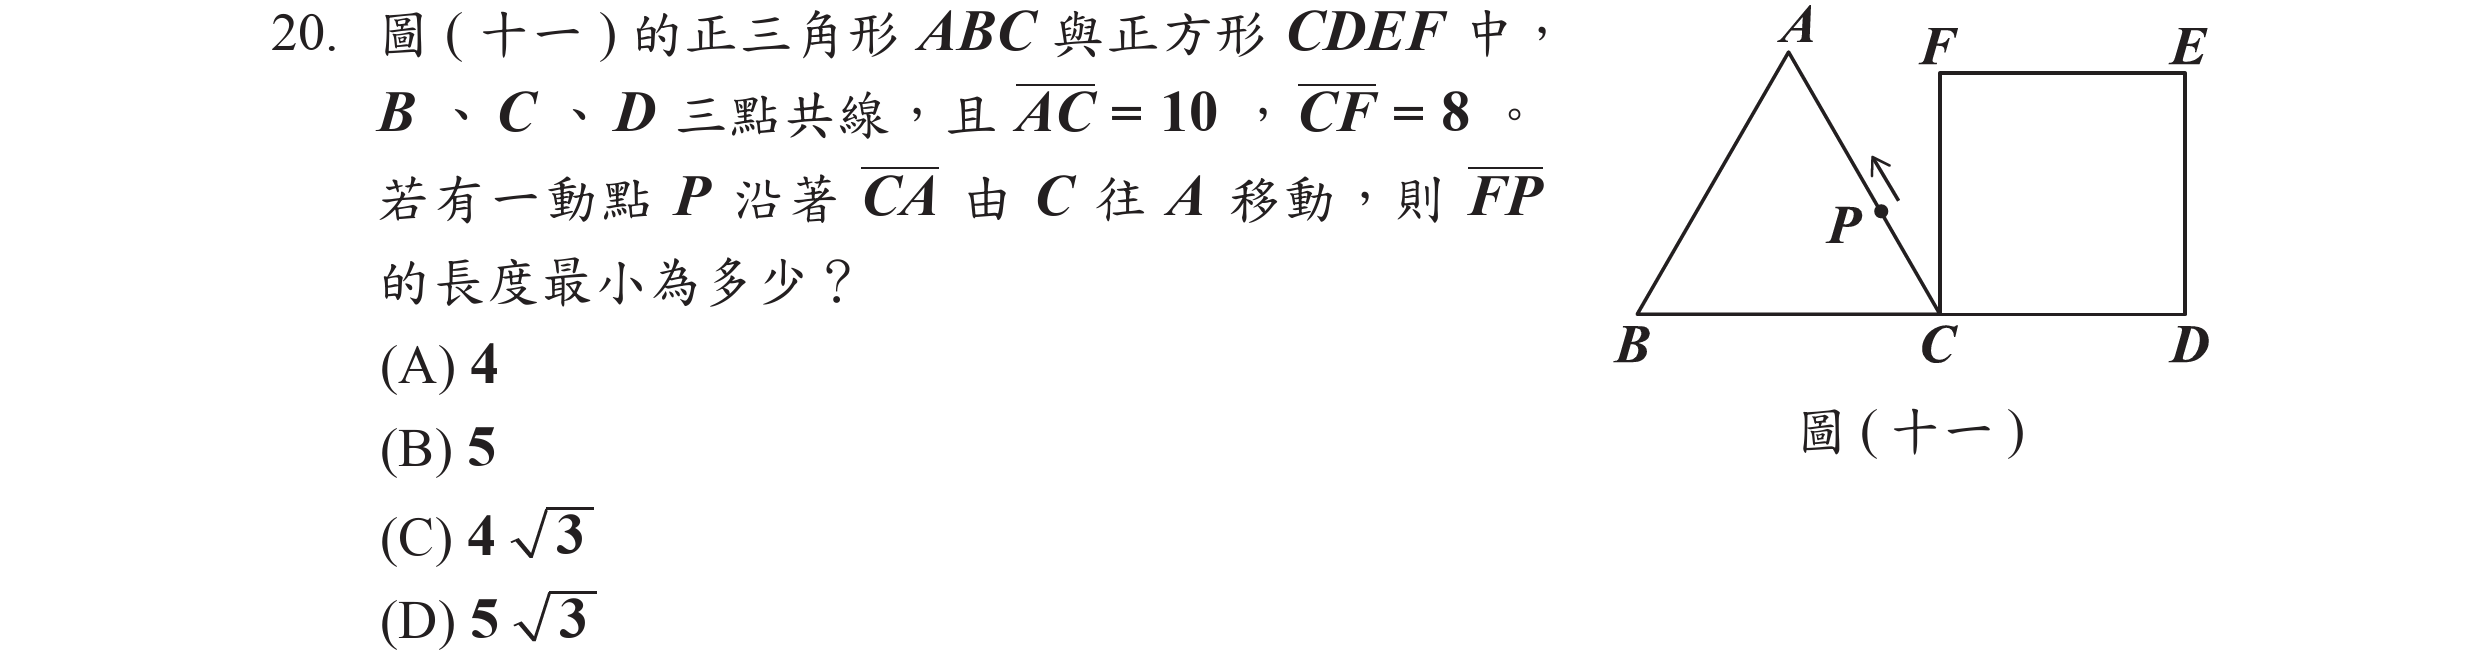 20. 圖(十一)的正三角形 ABC 與正方形 CDEF 中，
B、C、D 三點共線，且 \overline{AC} = 10，\overline{CF} = 8。
若有一動點 P 沿著 \overline{CA} 由 C 往 A 移動，則 \overline{FP}
的長度最小為多少？
(A) 4
(B) 5
(C) 4√3
(D) 5√3
A
F
E
P
B
C
D
圖(十一)